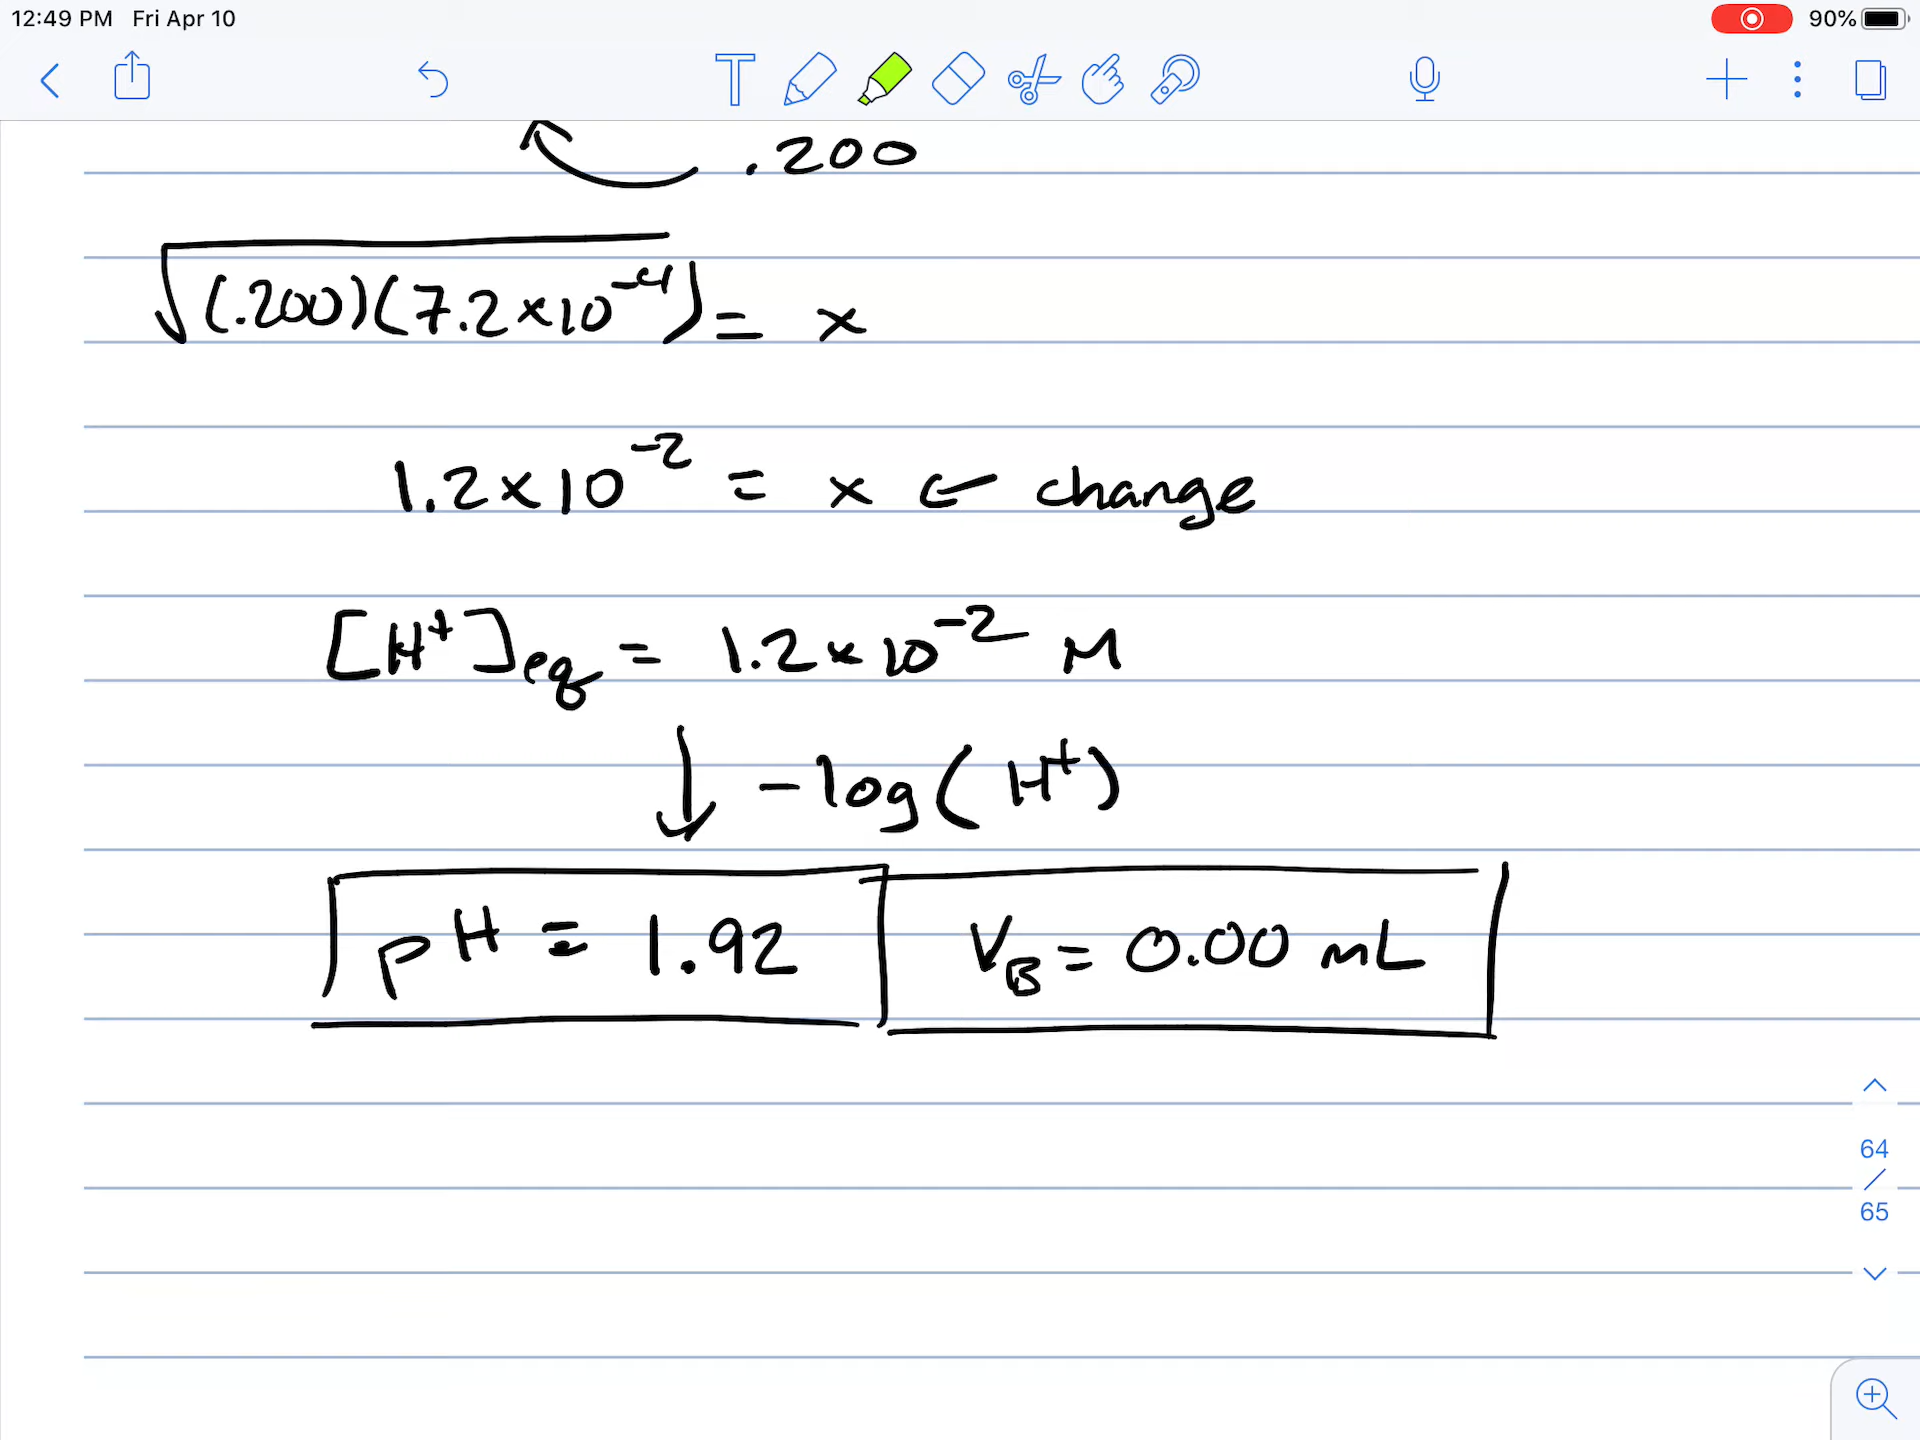 12:49 PM Fri Apr 10 90%
.200
√(.200)(7.2×10⁻⁴) = x
1.2×10⁻² = x ← change
[H⁺]eq = 1.2×10⁻² M
↓ -log(H⁺)
pH = 1.92 V_B = 0.00 mL
64
/
65